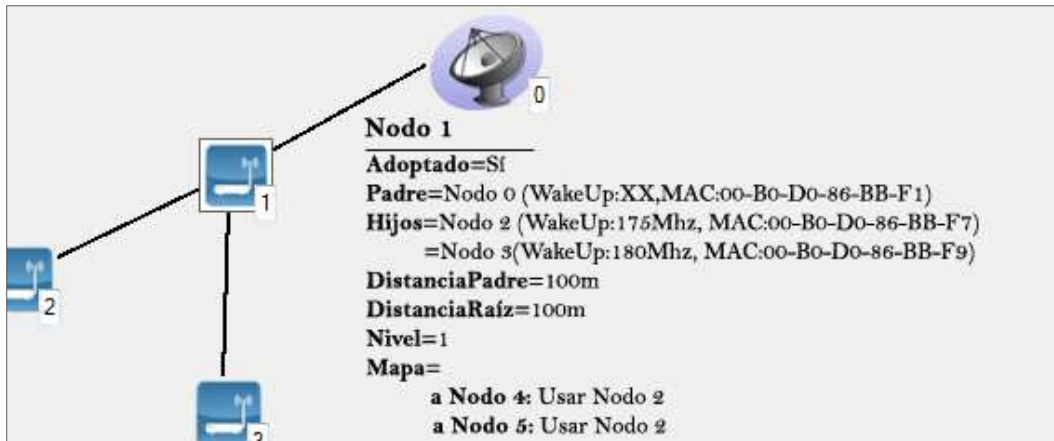 0
Nodo 1
1
Adoptado=Sí
Padre=Nodo 0 (WakeUp:XX,MAC:00-B0-D0-86-BB-F1)
Hijos=Nodo 2 (WakeUp:175Mhz, MAC:00-B0-D0-86-BB-F7)
=Nodo 3(WakeUp:180Mhz, MAC:00-B0-D0-86-BB-F9)
2
DistanciaPadre=100m
DistanciaRaíz=100m
Nivel=1
Mapa=
a Nodo 4: Usar Nodo 2
a Nodo 5: Usar Nodo 2
3